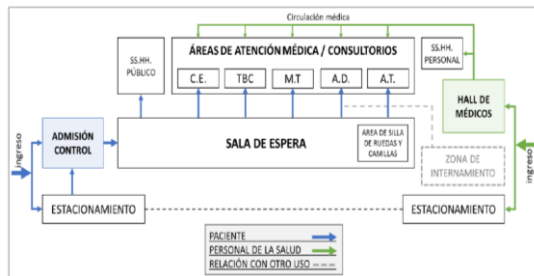 Circulación médica
ÁREAS DE ATENCIÓN MÉDICA / CONSULTORIOS
SS.HH.
PÚBLICO
SS.HH.
PERSONAL
C.E.
TBC
M.T
A.D.
A.T.
HALL DE
MÉDICOS
ingreso
ADMISIÓN
CONTROL
SALA DE ESPERA
AREA DE SILLA
DE RUEDAS Y
CAMILLAS
ZONA DE
INTERNAMIENTO
ingreso
ESTACIONAMIENTO
ESTACIONAMIENTO
PACIENTE
PERSONAL DE LA SALUD
RELACIÓN CON OTRO USO